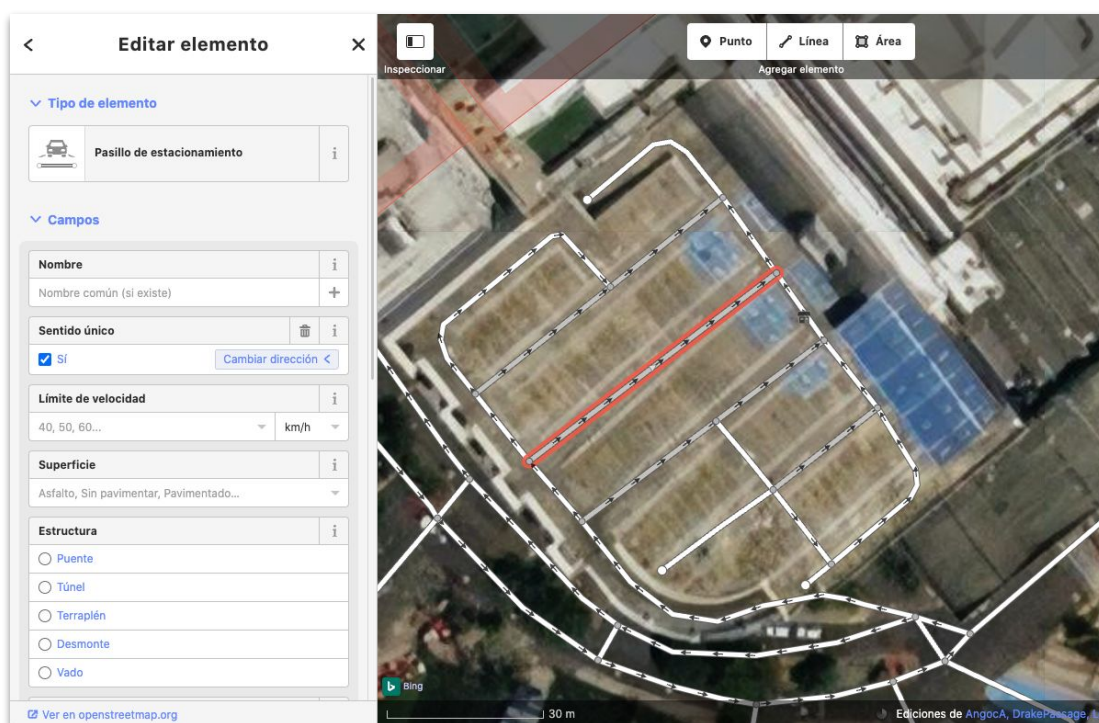 Editar elemento
Tipo de elemento
Pasillo de estacionamiento
i
Campos
Nombre
i
Nombre común (si existe)
Sentido único
i
Sí
Cambiar dirección <
Límite de velocidad
i
40, 50, 60...
km/h
Superficie
i
Asfalto, Sin pavimentar, Pavimentado...
Estructura
i
Puente
Túnel
Terraplén
Desmonte
Vado
Ver en openstreetmap.org
Inspeccionar
Punto
Línea
Área
Agregar elemento
Bing
30 m
Ediciones de AngocA, DrakePassage,